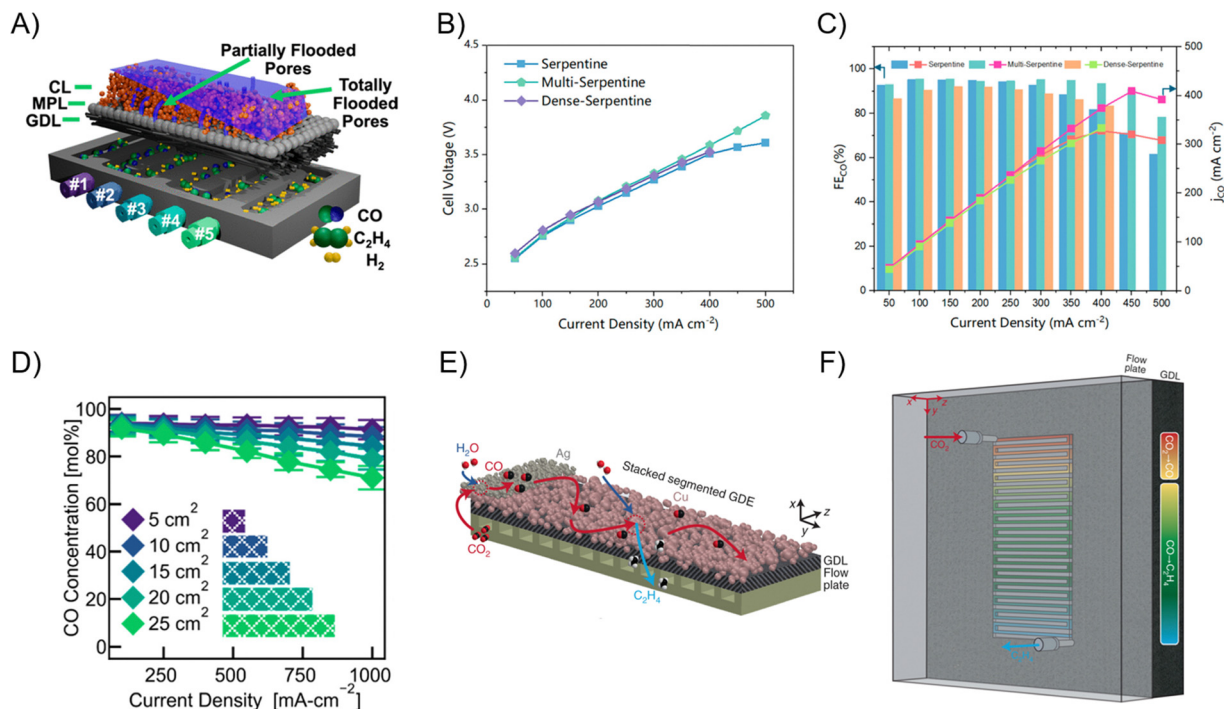 A)
Partially Flooded
Pores
Totally
Flooded
Pores
CL
MPL
GDL
#1
#2
#3
#4
#5
CO
C2H4
H2
B)
Cell Voltage (V)
4.5
4.0
3.5
3.0
2.5
Serpentine
Multi-Serpentine
Dense-Serpentine
0 100 200 300 400 500
Current Density (mA cm⁻²)
C)
FECO(%)
100
80
60
40
20
0
Serpentine Multi-Serpentine Dense-Serpentine
500
400
300
200
100
0
jCO (mA cm⁻²)
50 100 150 200 250 300 350 400 450 500
Current Density (mA cm⁻²)
D)
CO Concentration [mol%]
100
80
60
40
20
0
5 cm²
10 cm²
15 cm²
20 cm²
25 cm²
250 500 750 1000
Current Density [mA-cm⁻²]
E)
H2O
CO
Ag
Stacked segmented GDE
Cu
CO2
C2H4
x
z
y
GDL
Flow
plate
F)
Flow
plate
GDL
x
z
y
CO2
CO2→CO
CO→C2H4